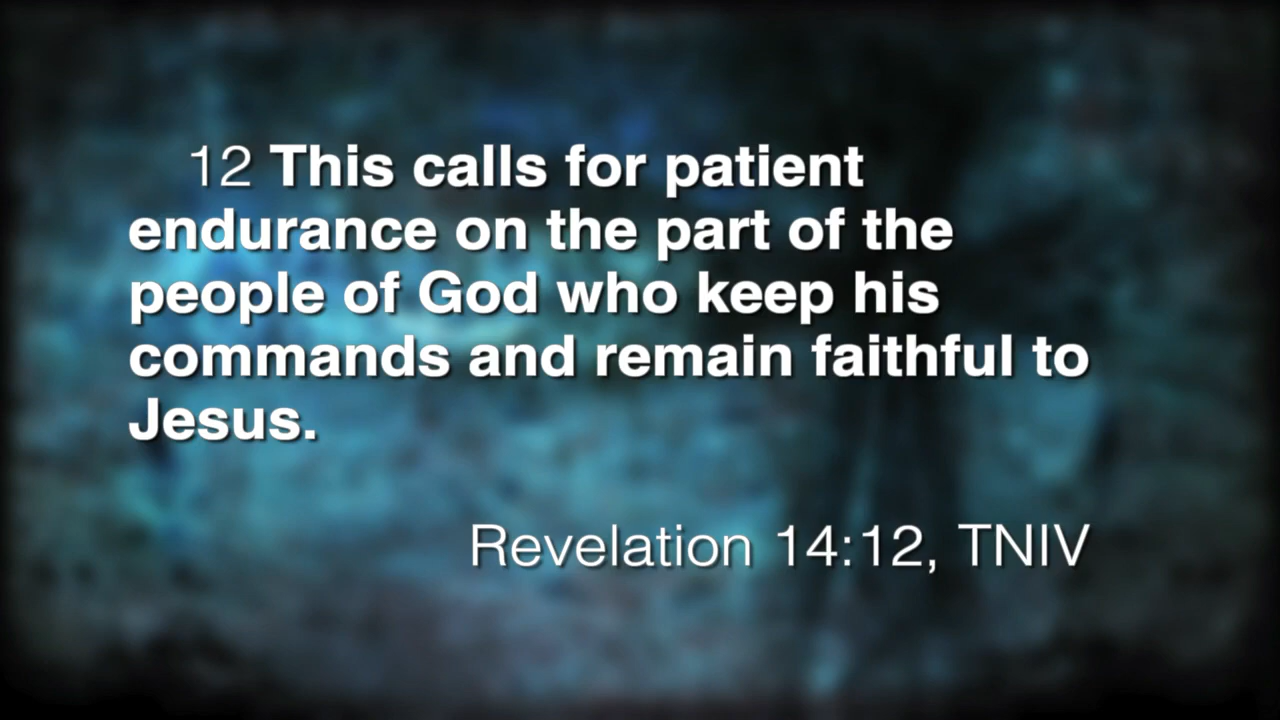 12 This calls for patient
endurance on the part of the
people of God who keep his
commands and remain faithful to
Jesus.
Revelation 14:12, TNIV